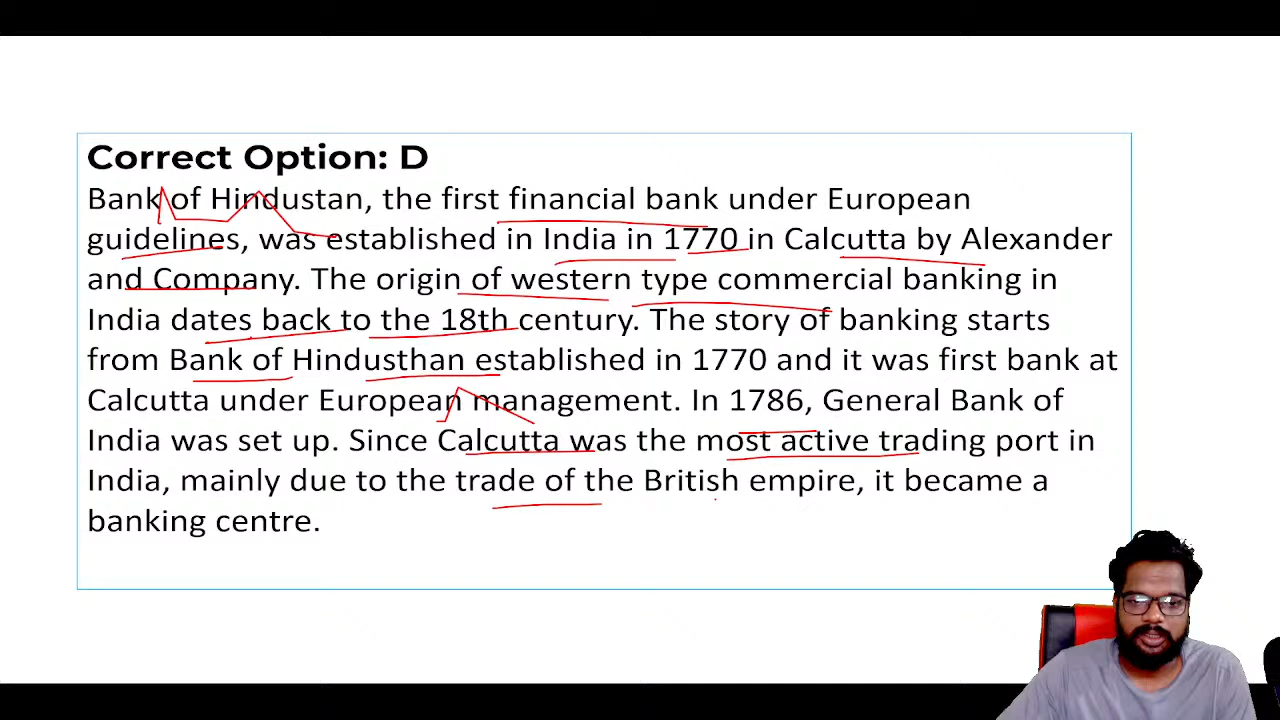 Correct Option: D
Bank of Hindustan, the first financial bank under European
guidelines, was established in India in 1770 in Calcutta by Alexander
and Company. The origin of western type commercial banking in
India dates back to the 18th century. The story of banking starts
from Bank of Hindusthan established in 1770 and it was first bank at
Calcutta under European management. In 1786, General Bank of
India was set up. Since Calcutta was the most active trading port in
India, mainly due to the trade of the British empire, it became a
banking centre.